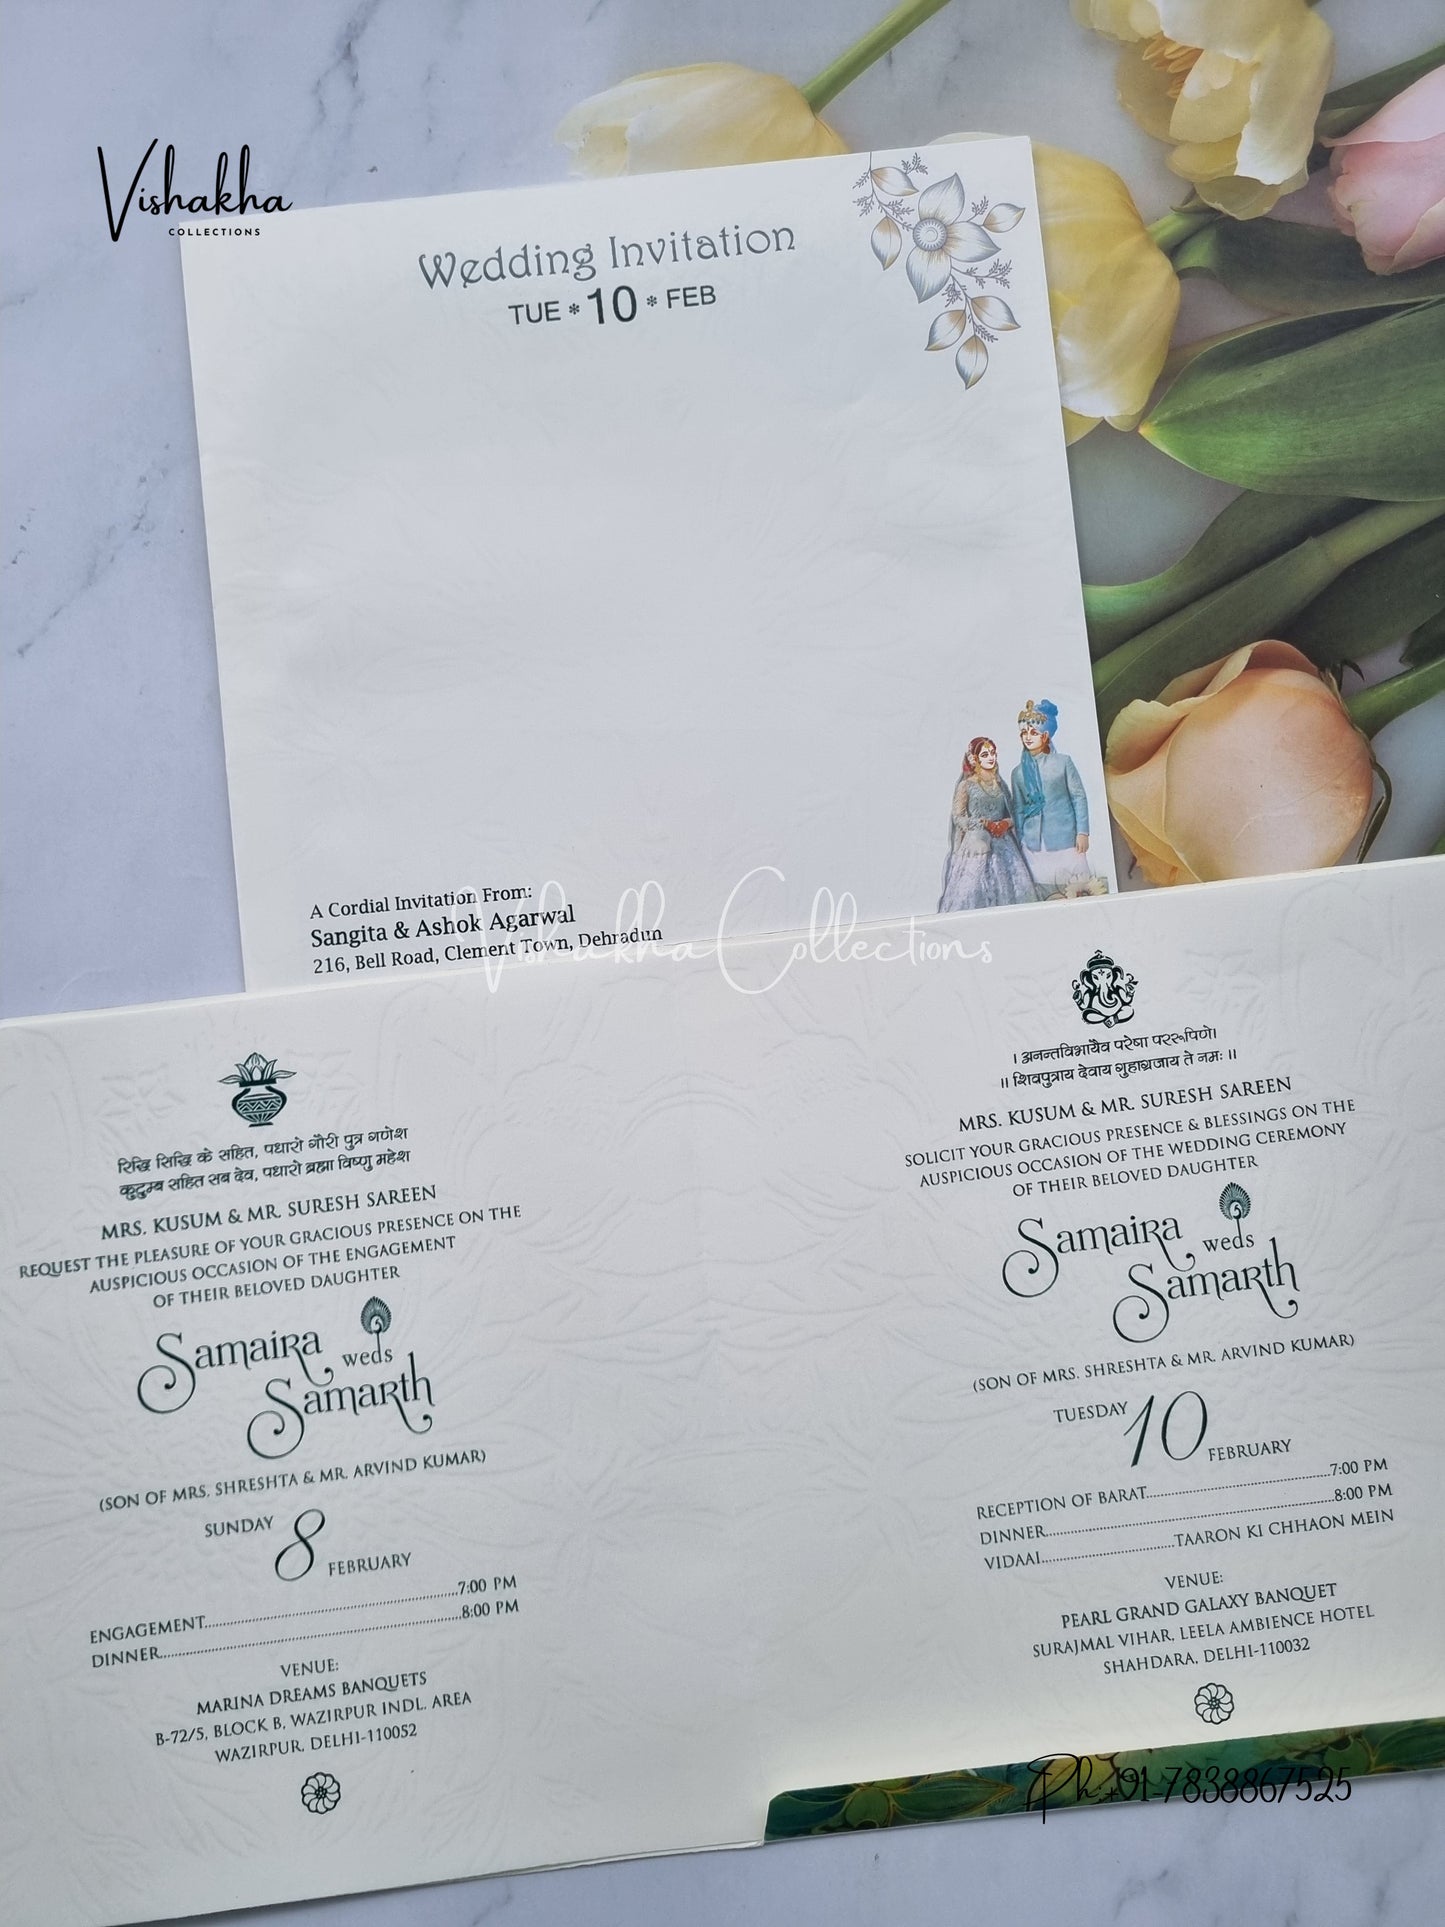 Vishakha
COLLECTIONS
Wedding Invitation
TUE * 10 * FEB
A Cordial Invitation From:
Sangita & Ashok Agarwal
216, Bell Road, Clement Town, Dehradun
Vishakha Collections
रिद्धि सिद्धि के सहित, पधारो गौरी पुत्र गणेश
कुटुम्ब सहित सब देव, पधारो ब्रह्मा विष्णु महेश
MRS. KUSUM & MR. SURESH SAREEN
REQUEST THE PLEASURE OF YOUR GRACIOUS PRESENCE ON THE
AUSPICIOUS OCCASION OF THE ENGAGEMENT
OF THEIR BELOVED DAUGHTER
Samaira
weds
Samarth
(SON OF MRS. SHRESHTA & MR. ARVIND KUMAR)
SUNDAY 8 FEBRUARY
ENGAGEMENT............7:00 PM
DINNER............8:00 PM
VENUE:
MARINA DREAMS BANQUETS
B-72/5, BLOCK B, WAZIRPUR INDL. AREA
WAZIRPUR, DELHI-110052
। अनन्तविभायैव परेषा पररूपिणे।
॥ शिवपुत्राय देवाय गुहाग्रजाय ते नमः ॥
MRS. KUSUM & MR. SURESH SAREEN
SOLICIT YOUR GRACIOUS PRESENCE & BLESSINGS ON THE
AUSPICIOUS OCCASION OF THE WEDDING CEREMONY
OF THEIR BELOVED DAUGHTER
Samaira
weds
Samarth
(SON OF MRS. SHRESHTA & MR. ARVIND KUMAR)
TUESDAY 10 FEBRUARY
RECEPTION OF BARAT............7:00 PM
DINNER............8:00 PM
VIDAAI............TAARON KI CHHAON MEIN
VENUE:
PEARL GRAND GALAXY BANQUET
SURAJMAL VIHAR, LEELA AMBIENCE HOTEL
SHAHDARA, DELHI-110032
Ph:+91-7838867525